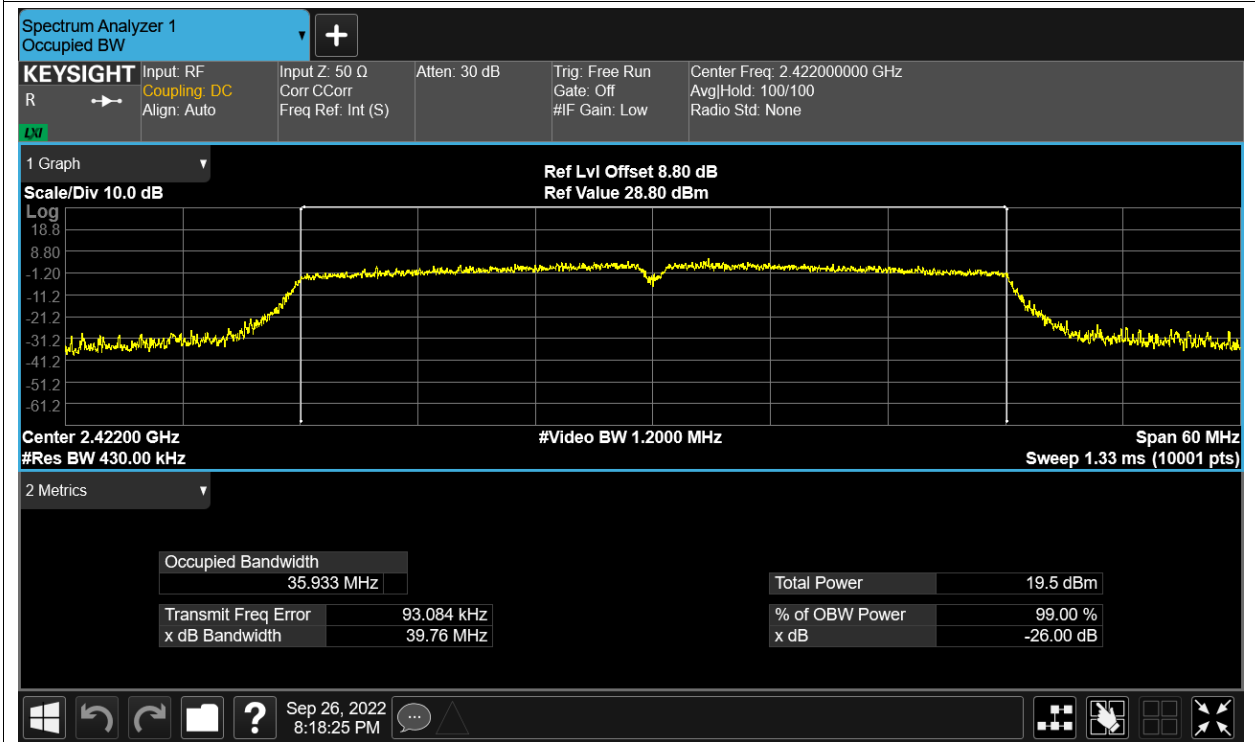 Spectrum Analyzer 1
Occupied BW
KEYSIGHT
R
LXI
Input: RF
Coupling: DC
Align: Auto
Input Z: 50 Ω
Corr CCorr
Freq Ref: Int (S)
Atten: 30 dB
Trig: Free Run
Gate: Off
#IF Gain: Low
Center Freq: 2.422000000 GHz
Avg|Hold: 100/100
Radio Std: None
1 Graph
Scale/Div 10.0 dB
Ref Lvl Offset 8.80 dB
Ref Value 28.80 dBm
Log
18.8
8.80
-1.20
-11.2
-21.2
-31.2
-41.2
-51.2
-61.2
Center 2.42200 GHz
#Res BW 430.00 kHz
#Video BW 1.2000 MHz
Span 60 MHz
Sweep 1.33 ms (10001 pts)
2 Metrics
Occupied Bandwidth
35.933 MHz
Transmit Freq Error 93.084 kHz
x dB Bandwidth 39.76 MHz
Total Power 19.5 dBm
% of OBW Power 99.00 %
x dB -26.00 dB
?
Sep 26, 2022
8:18:25 PM